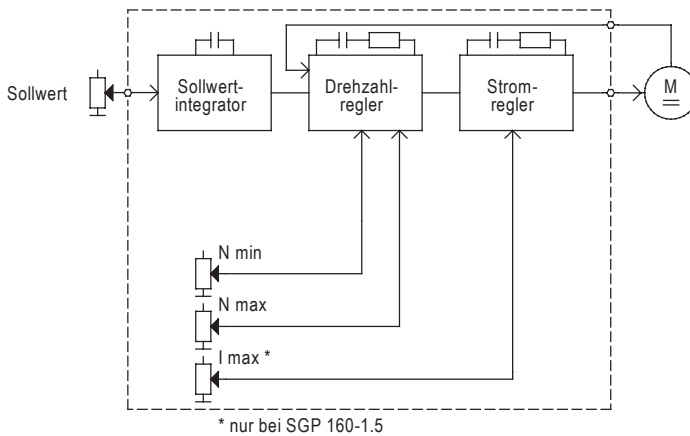 Sollwert
Sollwert-
integrator
Drehzahl-
regler
Strom-
regler
M
N min
N max
I max *
* nur bei SGP 160-1.5